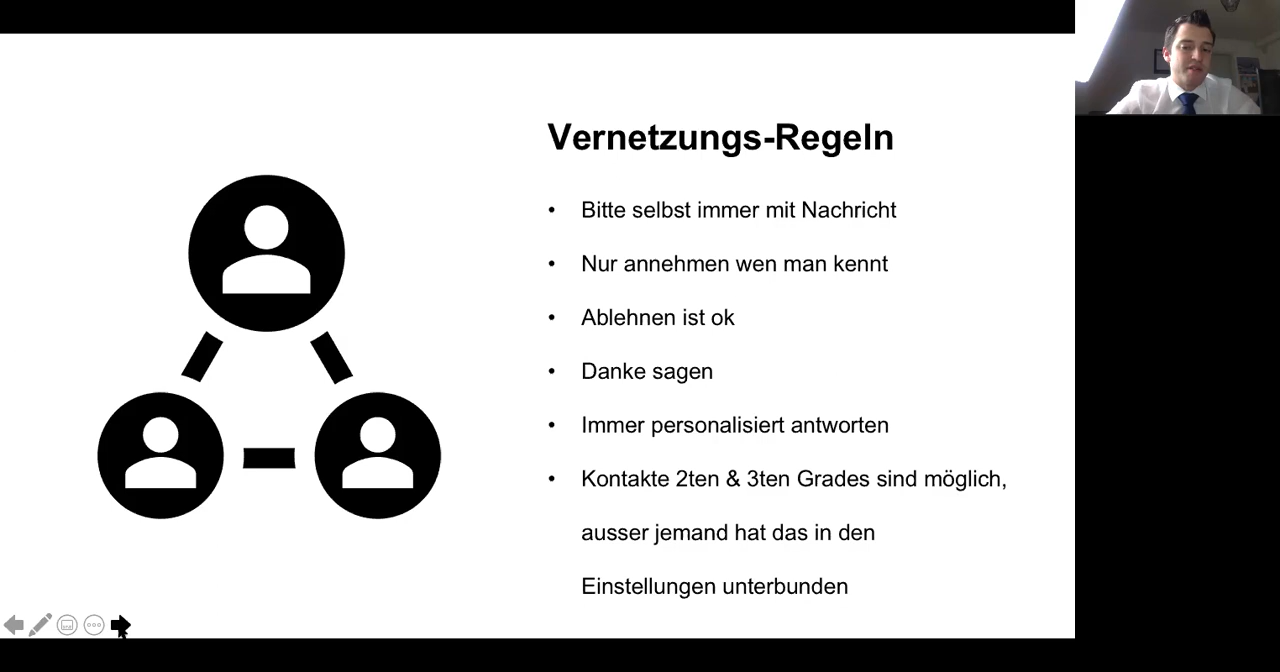 Vernetzungs-Regeln
• Bitte selbst immer mit Nachricht
• Nur annehmen wen man kennt
• Ablehnen ist ok
• Danke sagen
• Immer personalisiert antworten
• Kontakte 2ten & 3ten Grades sind möglich,
ausser jemand hat das in den
Einstellungen unterbunden